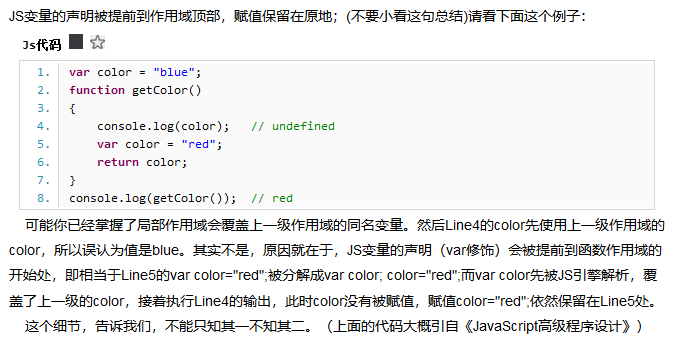 JS变量的声明被提前到作用域顶部，赋值保留在原地；(不要小看这句总结)请看下面这个例子：
Js代码
1. var color = "blue";
2. function getColor()
3. {
4.     console.log(color);   // undefined
5.     var color = "red";
6.     return color;
7. }
8. console.log(getColor());  // red
可能你已经掌握了局部作用域会覆盖上一级作用域的同名变量。然后Line4的color先使用上一级作用域的
color，所以误认为值是blue。其实不是，原因就在于，JS变量的声明（var修饰）会被提前到函数作用域的
开始处，即相当于Line5的var color="red";被分解成var color; color="red";而var color先被JS引擎解析，覆
盖了上一级的color，接着执行Line4的输出，此时color没有被赋值，赋值color="red";依然保留在Line5处。
这个细节，告诉我们，不能只知其一不知其二。（上面的代码大概引自《JavaScript高级程序设计》）